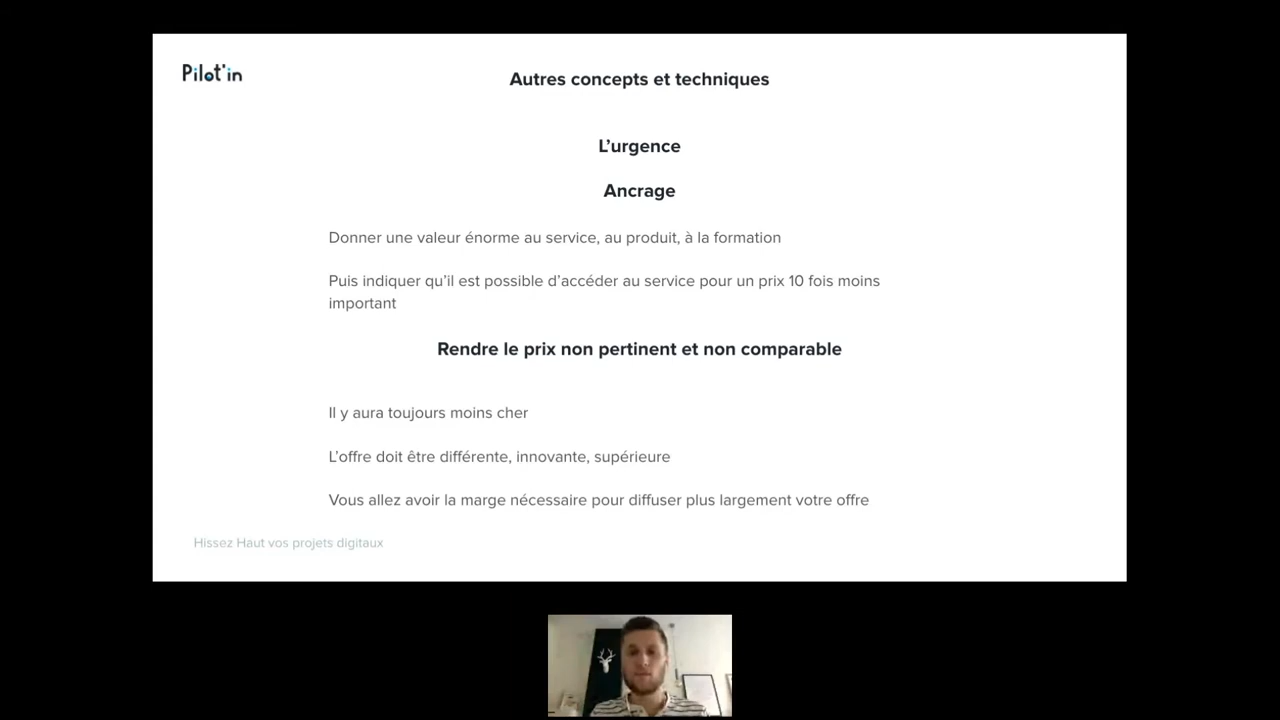 Pilot'in
Autres concepts et techniques
L’urgence
Ancrage
Donner une valeur énorme au service, au produit, à la formation
Puis indiquer qu’il est possible d’accéder au service pour un prix 10 fois moins
important
Rendre le prix non pertinent et non comparable
Il y aura toujours moins cher
L’offre doit être différente, innovante, supérieure
Vous allez avoir la marge nécessaire pour diffuser plus largement votre offre
Hissez Haut vos projets digitaux